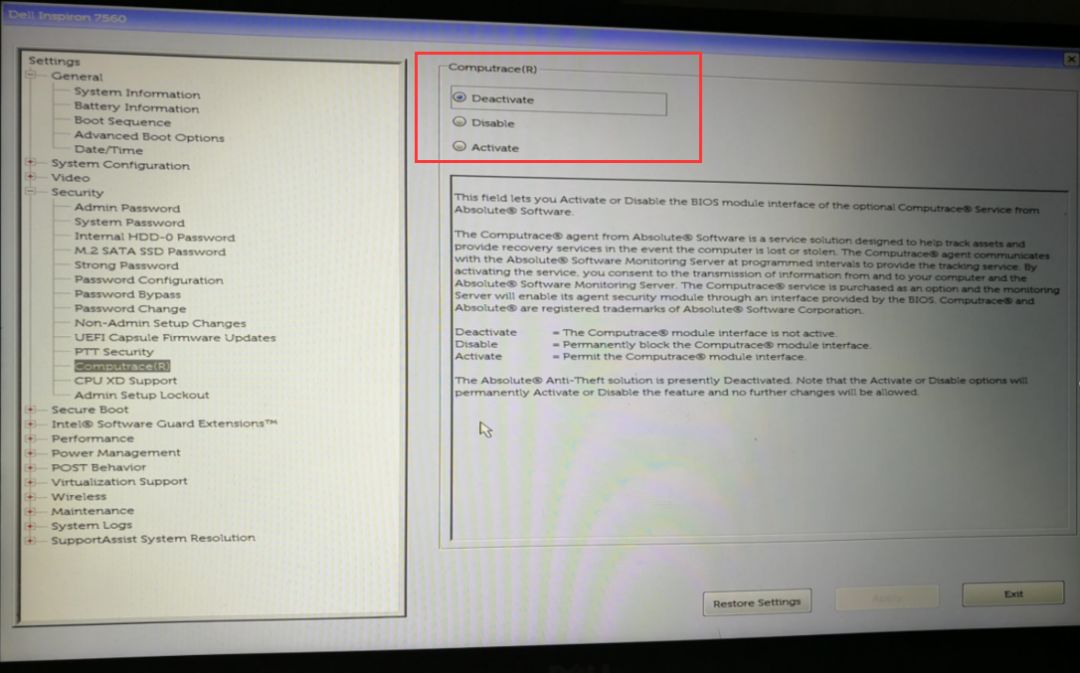 Dell Inspiron 7560
Settings
General
System Information
Battery Information
Boot Sequence
Advanced Boot Options
Date/Time
System Configuration
Video
Security
Admin Password
System Password
Internal HDD-0 Password
M.2 SATA SSD Password
Strong Password
Password Configuration
Password Bypass
Password Change
Non-Admin Setup Changes
UEFI Capsule Firmware Updates
PTT Security
Computrace(R)
CPU XD Support
Admin Setup Lockout
Secure Boot
Intel® Software Guard Extensions™
Performance
Power Management
POST Behavior
Virtualization Support
Wireless
Maintenance
System Logs
SupportAssist System Resolution
Computrace(R)
Deactivate
Disable
Activate
This field lets you Activate or Disable the BIOS module interface of the optional Computrace® Service from
Absolute® Software.
The Computrace® agent from Absolute® Software is a service solution designed to help track assets and
provide recovery services in the event the computer is lost or stolen. The Computrace® agent communicates
with the Absolute® Software Monitoring Server at programmed intervals to provide the tracking service. By
activating the service, you consent to the transmission of information from and to your computer and the
Absolute® Software Monitoring Server. The Computrace® service is purchased as an option and the monitoring
Server will enable its agent security module through an interface provided by the BIOS. Computrace® and
Absolute® are registered trademarks of Absolute® Software Corporation.
Deactivate = The Computrace® module interface is not active.
Disable = Permanently block the Computrace® module interface.
Activate = Permit the Computrace® module interface.
The Absolute® Anti-Theft solution is presently Deactivated. Note that the Activate or Disable options will
permanently Activate or Disable the feature and no further changes will be allowed.
Restore Settings
Apply
Exit